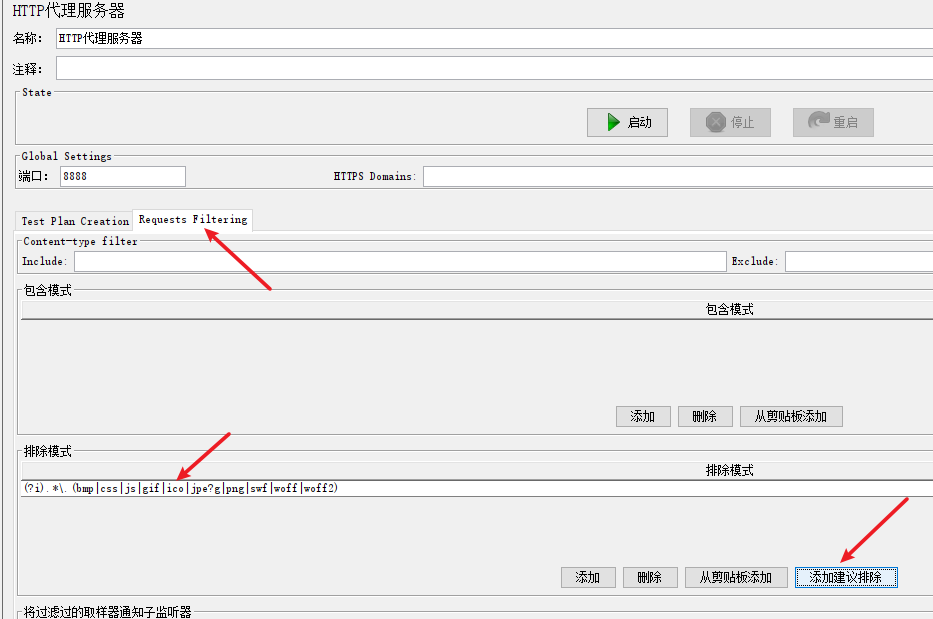 HTTP代理服务器
名称： HTTP代理服务器
注释：
State
启动 停止 重启
Global Settings
端口： 8888 HTTPS Domains:
Test Plan Creation Requests Filtering
Content-type filter
Include: Exclude:
包含模式
包含模式
添加 删除 从剪贴板添加
排除模式
排除模式
(?i).*\.(bmp|css|js|gif|ico|jpe?g|png|swf|woff|woff2)
添加 删除 从剪贴板添加 添加建议排除
将过滤过的取样器通知子监听器